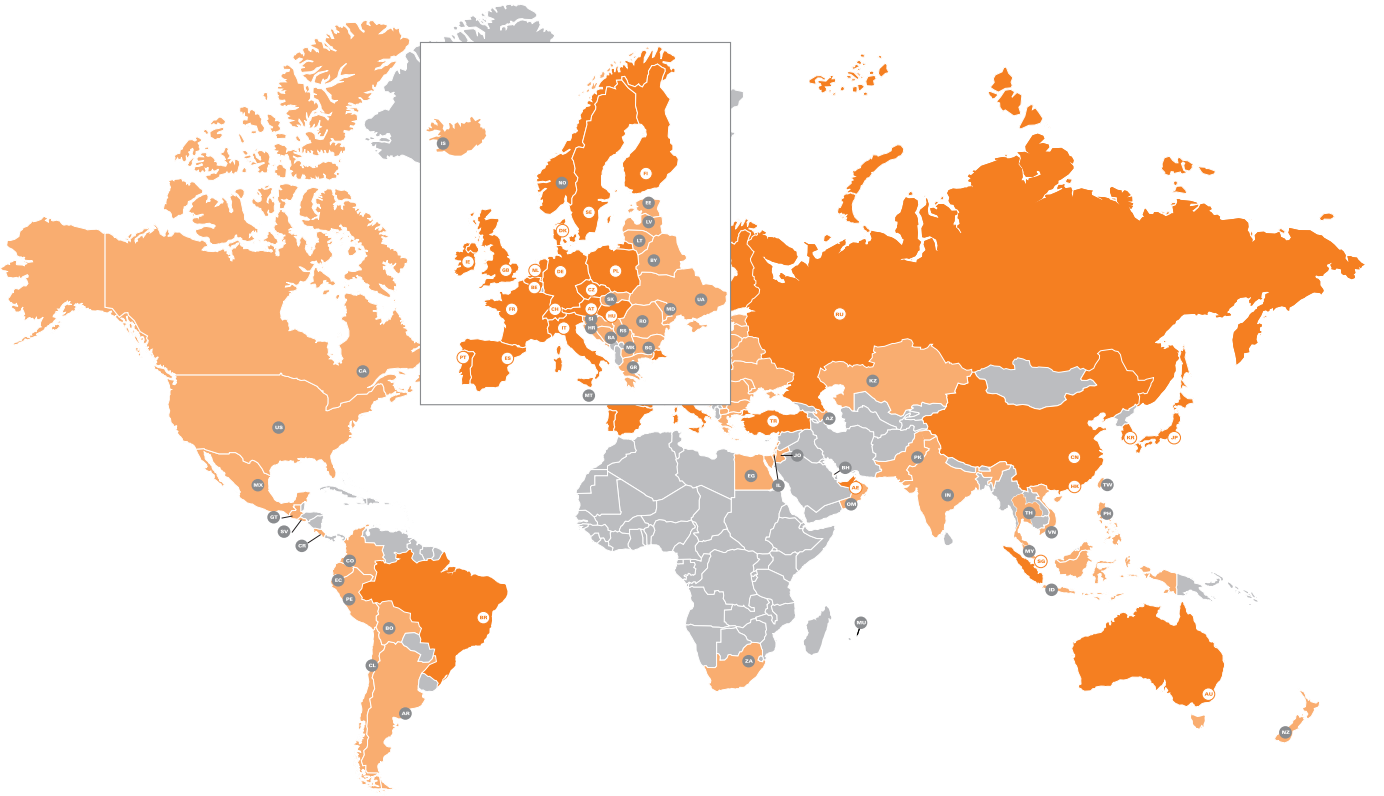 IS
NO
FI
SE
EE
LV
DK
LT
BY
IE
GB
NL
DE
PL
BE
CZ
SK
UA
FR
CH
AT
HU
MD
SI
RO
IT
HR
RS
BA
MK
BG
PT
ES
GR
MT
RU
CA
KZ
US
TR
AZ
KR
JP
JO
PK
CN
BH
EG
MX
IL
AE
HK
TW
IN
OM
GT
TH
PH
SV
VN
CR
MY
CO
SG
EC
ID
PE
BR
MU
BO
ZA
CL
AU
AR
NZ